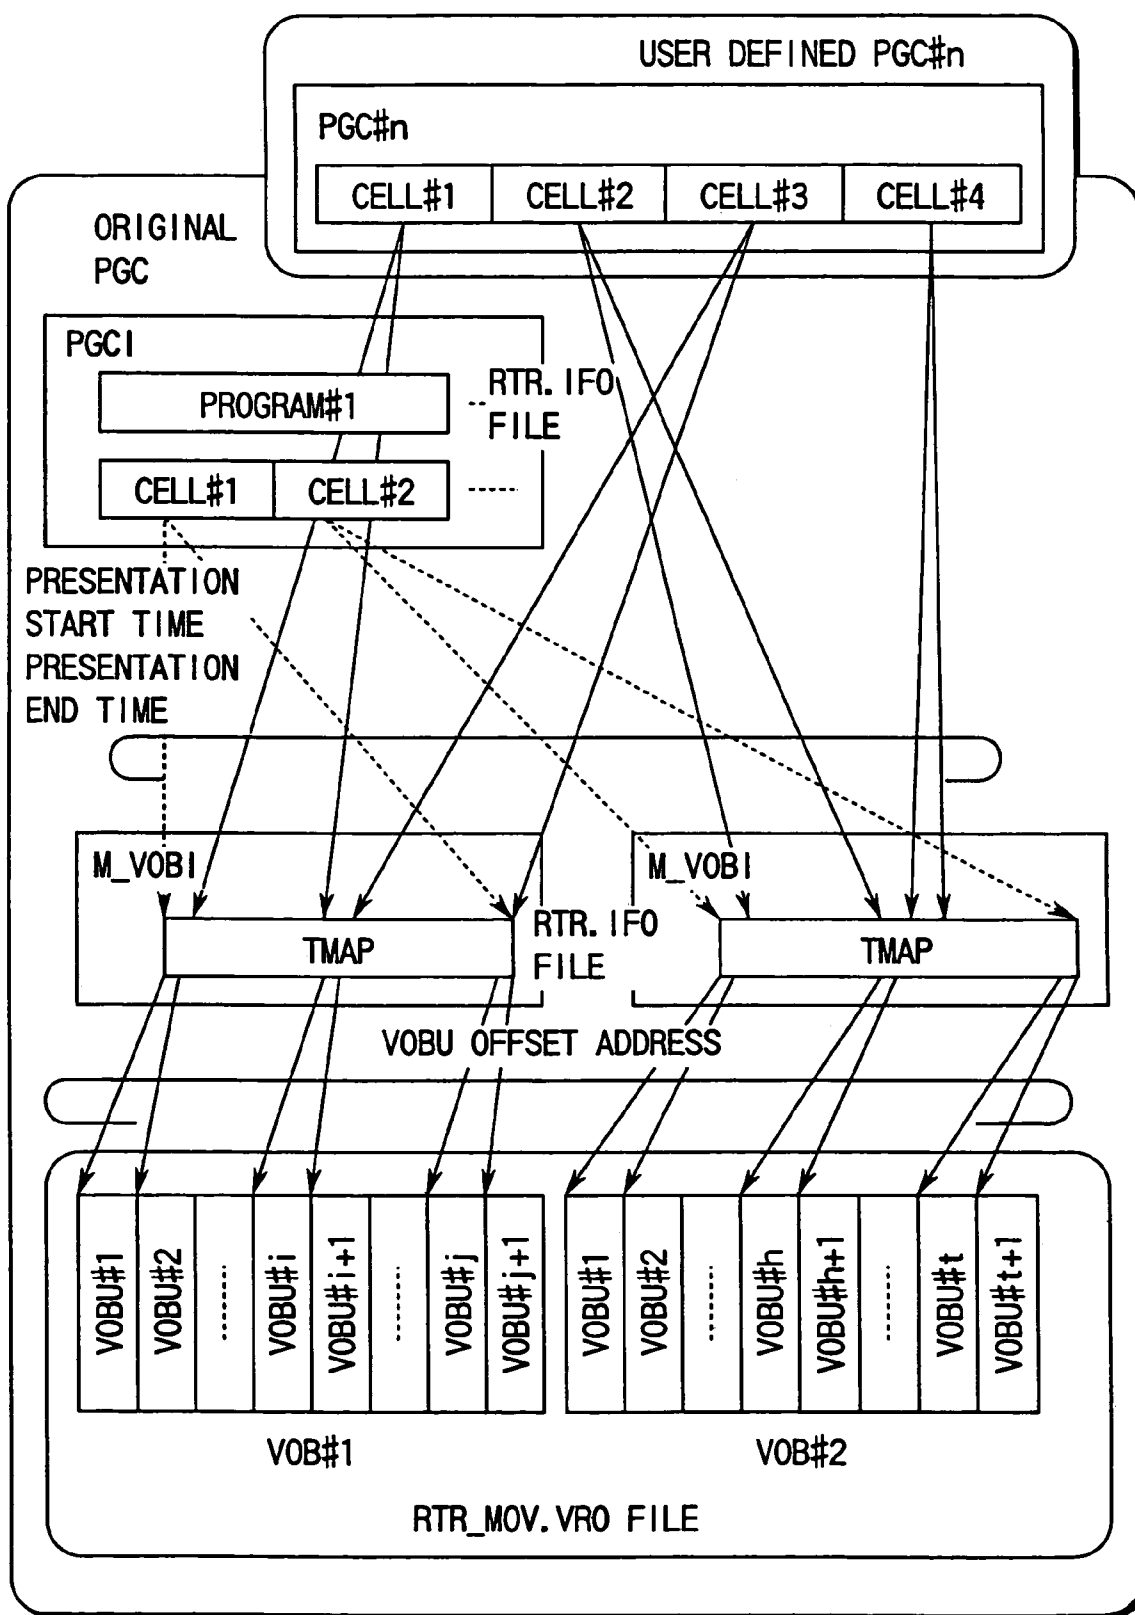 USER DEFINED PGC#n
PGC#n
CELL#1 CELL#2 CELL#3 CELL#4
ORIGINAL
PGC
PGCI
PROGRAM#1
RTR.IFO
FILE
CELL#1 CELL#2
PRESENTATION
START TIME
PRESENTATION
END TIME
M_VOBI
M_VOBI
TMAP
RTR.IFO
FILE
TMAP
VOBU OFFSET ADDRESS
VOBU#1
VOBU#2
VOBU#i
VOBU#i+1
VOBU#j
VOBU#j+1
VOBU#1
VOBU#2
VOBU#h
VOBU#h+1
VOBU#t
VOBU#t+1
VOB#1
VOB#2
RTR_MOV.VRO FILE